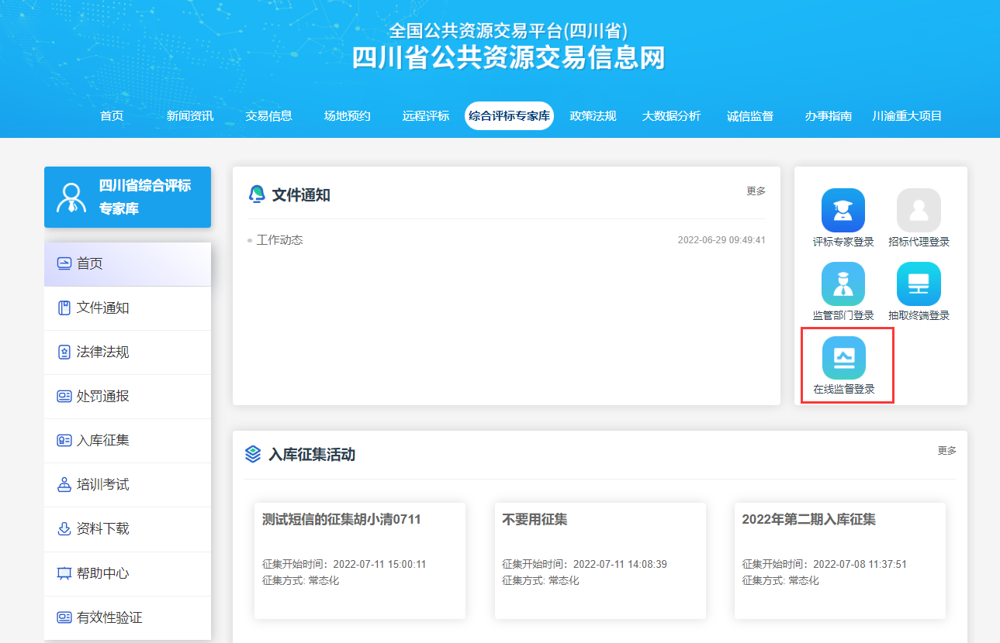 全国公共资源交易平台(四川省)
四川省公共资源交易信息网
首页 新闻资讯 交易信息 场地预约 远程评标 综合评标专家库 政策法规 大数据分析 诚信监督 办事指南 川渝重大项目
四川省综合评标
专家库
首页
文件通知
法律法规
处罚通报
入库征集
培训考试
资料下载
帮助中心
有效性验证
文件通知 更多
工作动态 2022-06-29 09:49:41
评标专家登录 招标代理登录
监管部门登录 抽取终端登录
在线监督登录
入库征集活动 更多
测试短信的征集胡小清0711
征集开始时间：2022-07-11 15:00:11
征集方式: 常态化
不要用征集
征集开始时间：2022-07-11 14:08:39
征集方式: 常态化
2022年第二期入库征集
征集开始时间：2022-07-08 11:37:51
征集方式: 常态化